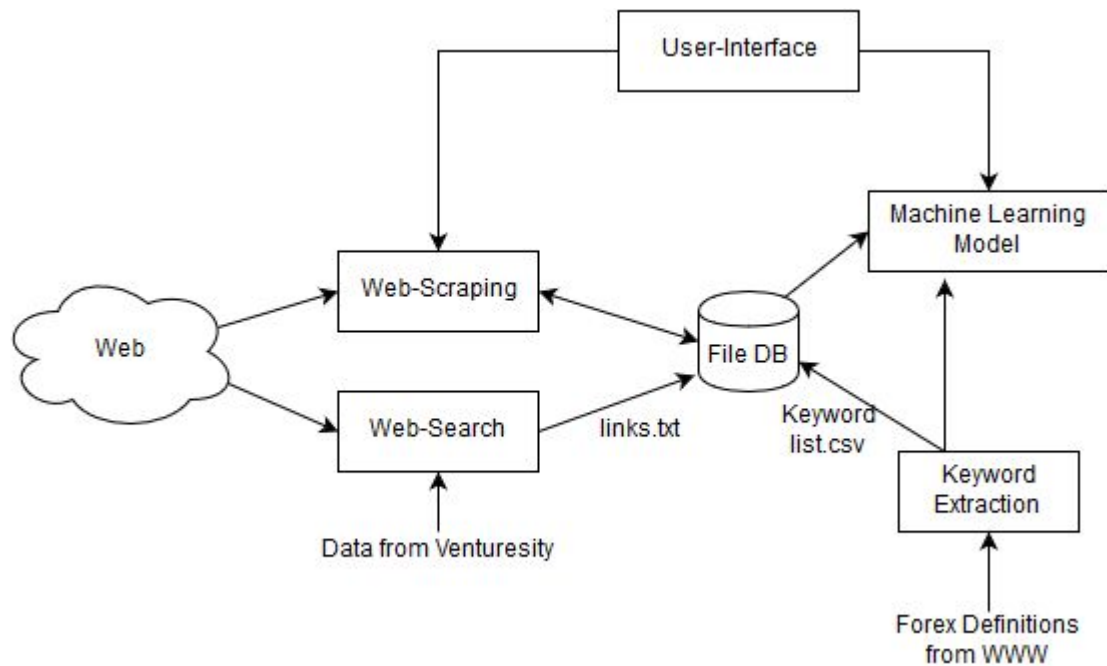 User-Interface
Machine Learning
Model
Web-Scraping
Web
File DB
Web-Search
links.txt
Keyword
list.csv
Keyword
Extraction
Data from Venturesity
Forex Definitions
from WWW